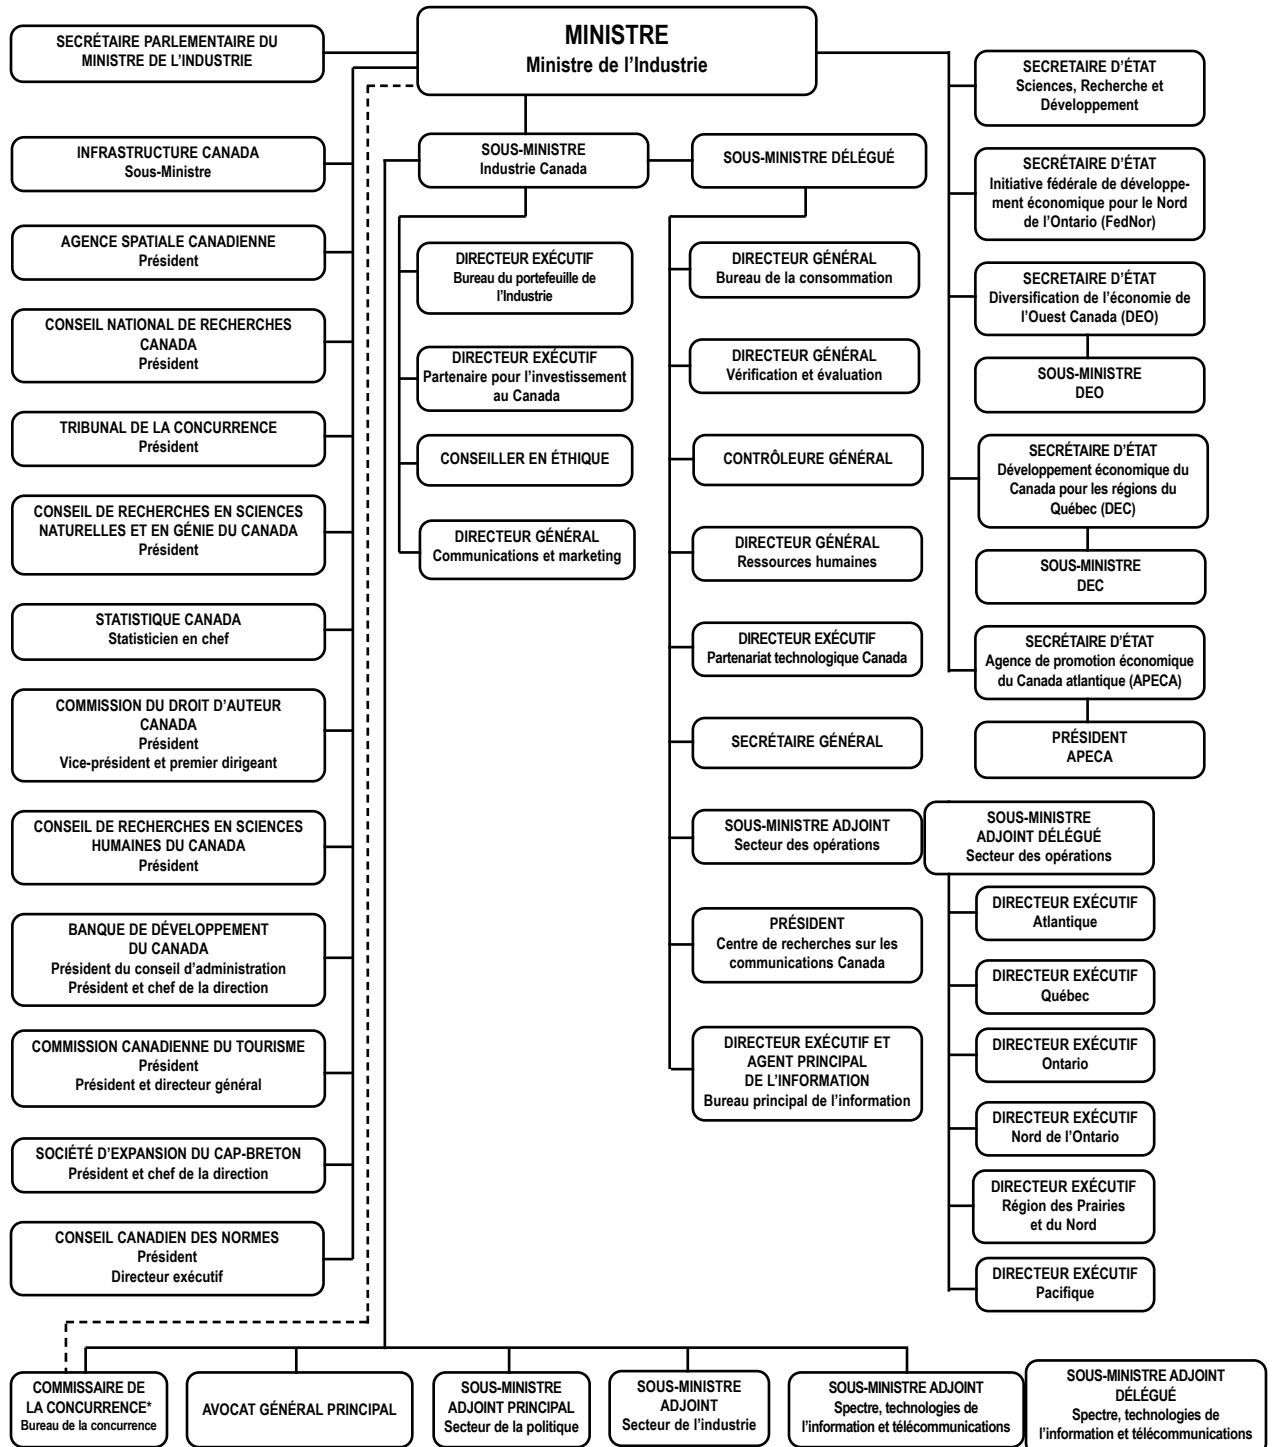 MINISTRE
Ministre de l’Industrie
SECRÉTAIRE PARLEMENTAIRE DU
MINISTRE DE L’INDUSTRIE
INFRASTRUCTURE CANADA
Sous-Ministre
AGENCE SPATIALE CANADIENNE
Président
CONSEIL NATIONAL DE RECHERCHES
CANADA
Président
TRIBUNAL DE LA CONCURRENCE
Président
CONSEIL DE RECHERCHES EN SCIENCES
NATURELLES ET EN GÉNIE DU CANADA
Président
STATISTIQUE CANADA
Statisticien en chef
COMMISSION DU DROIT D’AUTEUR
CANADA
Président
Vice-président et premier dirigeant
CONSEIL DE RECHERCHES EN SCIENCES
HUMAINES DU CANADA
Président
BANQUE DE DÉVELOPPEMENT
DU CANADA
Président du conseil d’administration
Président et chef de la direction
COMMISSION CANADIENNE DU TOURISME
Président
Président et directeur général
SOCIÉTÉ D’EXPANSION DU CAP-BRETON
Président et chef de la direction
CONSEIL CANADIEN DES NORMES
Président
Directeur exécutif
SOUS-MINISTRE
Industrie Canada
DIRECTEUR EXÉCUTIF
Bureau du portefeuille de
l’Industrie
DIRECTEUR EXÉCUTIF
Partenaire pour l’investissement
au Canada
CONSEILLER EN ÉTHIQUE
DIRECTEUR GÉNÉRAL
Communications et marketing
SOUS-MINISTRE DÉLÉGUÉ
DIRECTEUR GÉNÉRAL
Bureau de la consommation
DIRECTEUR GÉNÉRAL
Vérification et évaluation
CONTRÔLEURE GÉNÉRAL
DIRECTEUR GÉNÉRAL
Ressources humaines
DIRECTEUR EXÉCUTIF
Partenariat technologique Canada
SECRÉTAIRE GÉNÉRAL
SOUS-MINISTRE ADJOINT
Secteur des opérations
PRÉSIDENT
Centre de recherches sur les
communications Canada
DIRECTEUR EXÉCUTIF ET
AGENT PRINCIPAL
DE L’INFORMATION
Bureau principal de l’information
SECRETAIRE D’ÉTAT
Sciences, Recherche et
Développement
SECRÉTAIRE D’ÉTAT
Initiative fédérale de développe-
ment économique pour le Nord
de l’Ontario (FedNor)
SECRETAIRE D’ÉTAT
Diversification de l’économie de
l’Ouest Canada (DEO)
SOUS-MINISTRE
DEO
SECRÉTAIRE D’ÉTAT
Développement économique du
Canada pour les régions du
Québec (DEC)
SOUS-MINISTRE
DEC
SECRÉTAIRE D’ÉTAT
Agence de promotion économique
du Canada atlantique (APECA)
PRÉSIDENT
APECA
SOUS-MINISTRE
ADJOINT DÉLÉGUÉ
Secteur des opérations
DIRECTEUR EXÉCUTIF
Atlantique
DIRECTEUR EXÉCUTIF
Québec
DIRECTEUR EXÉCUTIF
Ontario
DIRECTEUR EXÉCUTIF
Nord de l’Ontario
DIRECTEUR EXÉCUTIF
Région des Prairies
et du Nord
DIRECTEUR EXÉCUTIF
Pacifique
COMMISSAIRE DE
LA CONCURRENCE*
Bureau de la concurrence
AVOCAT GÉNÉRAL PRINCIPAL
SOUS-MINISTRE
ADJOINT PRINCIPAL
Secteur de la politique
SOUS-MINISTRE
ADJOINT
Secteur de l’industrie
SOUS-MINISTRE ADJOINT
Spectre, technologies de
l’information et télécommunications
SOUS-MINISTRE ADJOINT
DÉLÉGUÉ
Spectre, technologies de
l’information et télécommunications